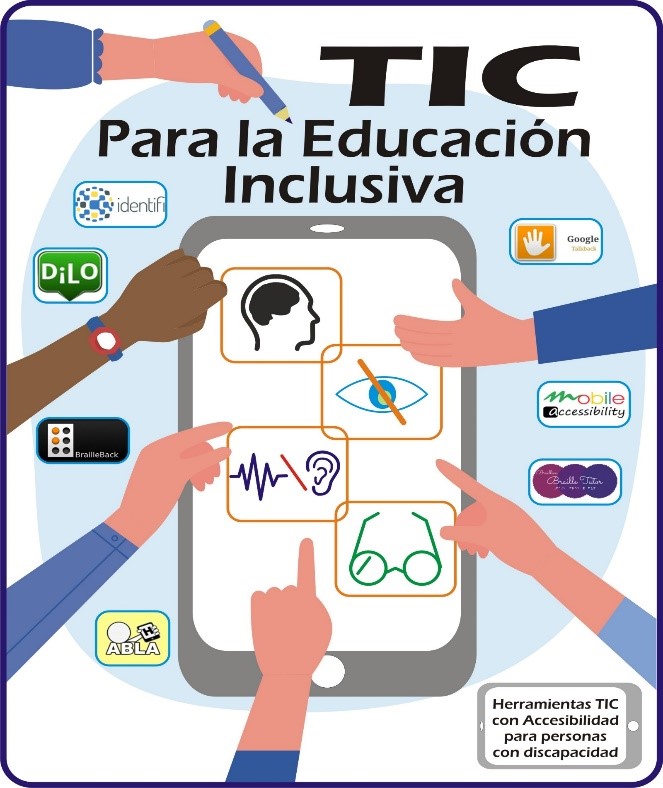 TIC
Para la Educación
Inclusiva
identifi
DiLO
Google
Talkback
BrailleBack
mobile
accessibility
Braille Tutor
ABLA
Herramientas TIC
con Accesibilidad
para personas
con discapacidad